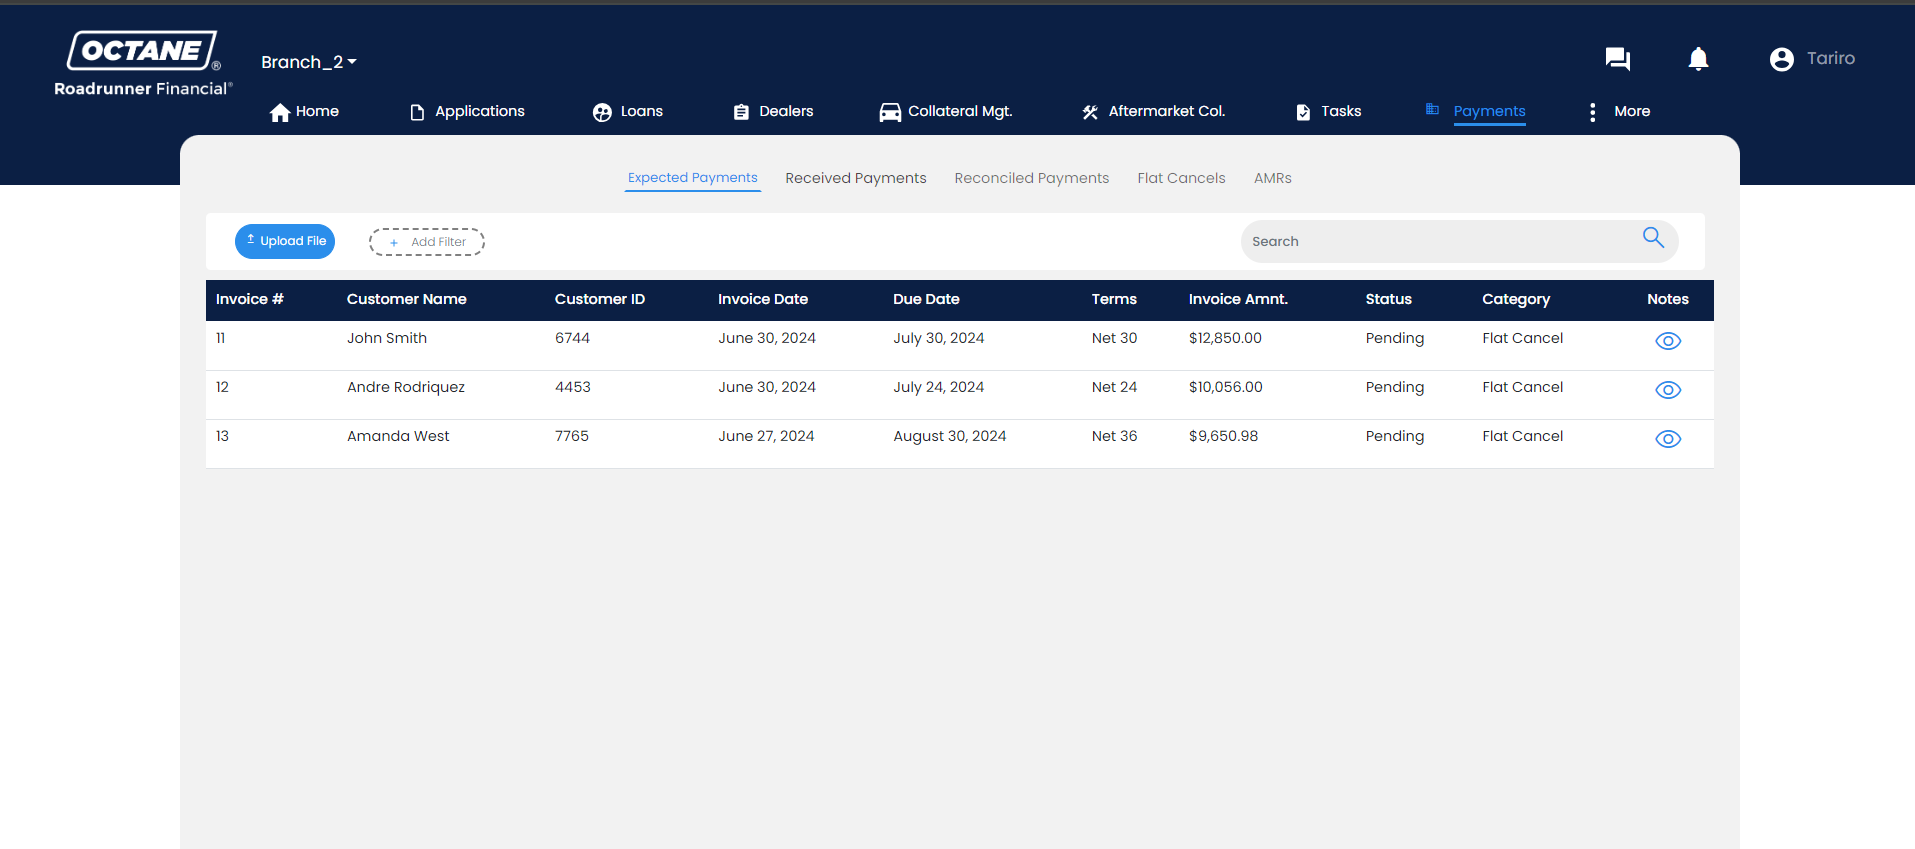 OCTANE®
Roadrunner Financial®
Branch_2
Tariro
Home Applications Loans Dealers Collateral Mgt. Aftermarket Col. Tasks Payments More
Expected Payments Received Payments Reconciled Payments Flat Cancels AMRs
Upload File + Add Filter Search
Invoice # Customer Name Customer ID Invoice Date Due Date Terms Invoice Amnt. Status Category Notes
11 John Smith 6744 June 30, 2024 July 30, 2024 Net 30 $12,850.00 Pending Flat Cancel
12 Andre Rodriquez 4453 June 30, 2024 July 24, 2024 Net 24 $10,056.00 Pending Flat Cancel
13 Amanda West 7765 June 27, 2024 August 30, 2024 Net 36 $9,650.98 Pending Flat Cancel